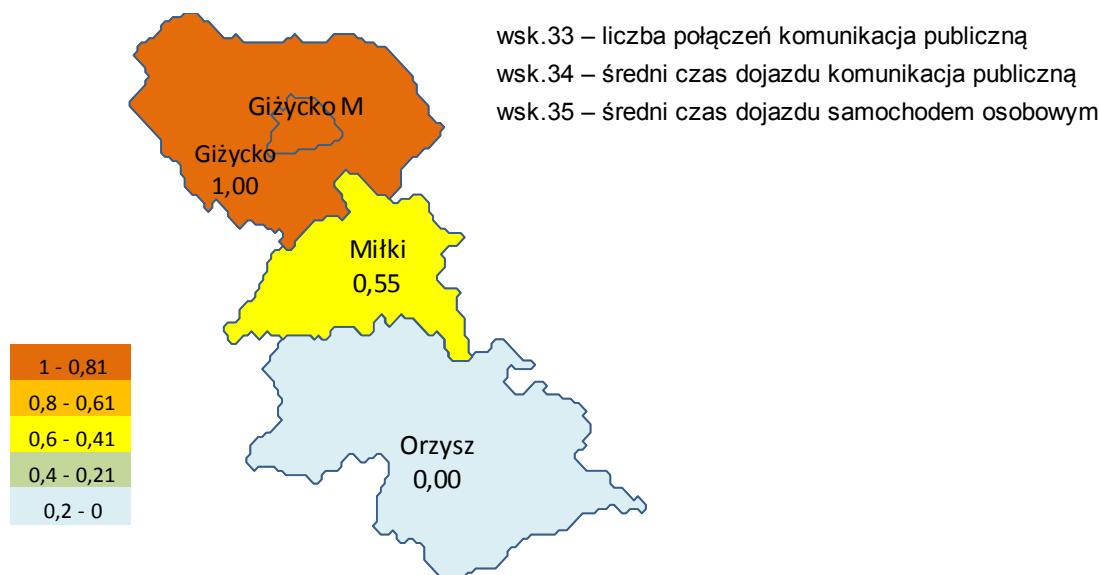 wsk.33 – liczba połączeń komunikacja publiczną
wsk.34 – średni czas dojazdu komunikacja publiczną
wsk.35 – średni czas dojazdu samochodem osobowym
Giżycko M
Giżycko
1,00
Miłki
0,55
Orzysz
0,00
1 - 0,81
0,8 - 0,61
0,6 - 0,41
0,4 - 0,21
0,2 - 0